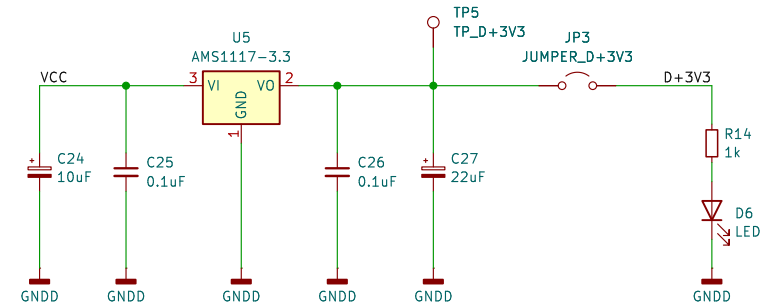 TP5
TP_D+3V3
U5
AMS1117-3.3
JP3
JUMPER_D+3V3
VCC
3
VI
VO
2
D+3V3
GND
1
C24
10uF
C25
0.1uF
C26
0.1uF
C27
22uF
R14
1k
D6
LED
GNDD
GNDD
GNDD
GNDD
GNDD
GNDD